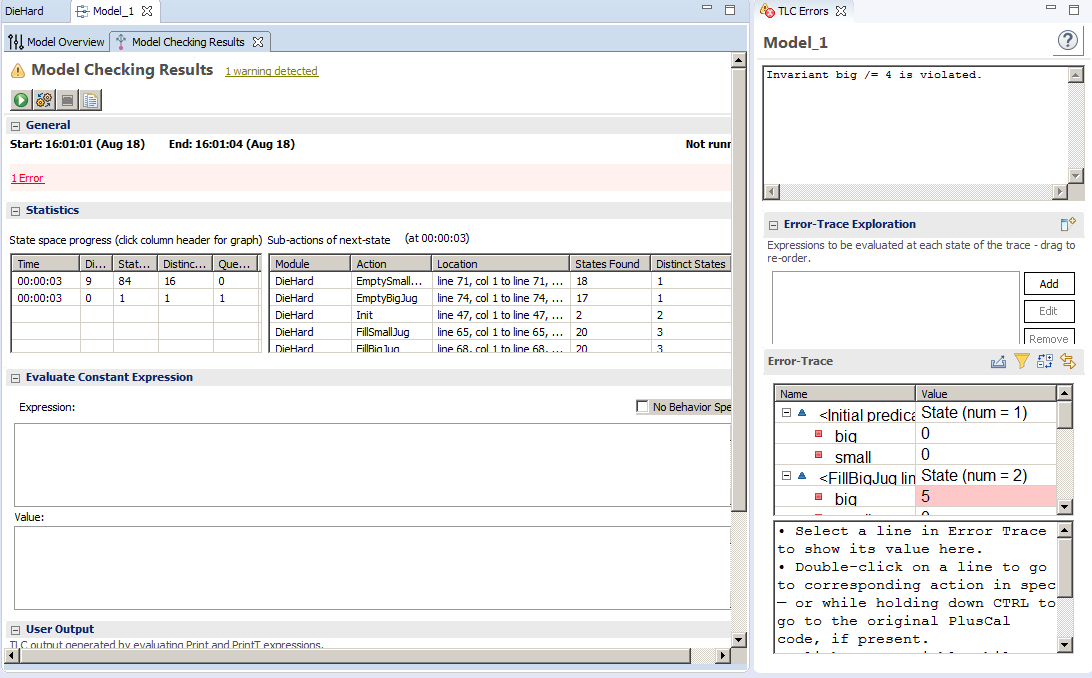 DieHard
Model_1
Model Overview
Model Checking Results
Model Checking Results
1 warning detected
General
Start: 16:01:01 (Aug 18)
End: 16:01:04 (Aug 18)
Not runn
1 Error
Statistics
State space progress (click column header for graph)
Sub-actions of next-state
(at 00:00:03)
Time Di... Stat... Distinc... Que...
00:00:03 9 84 16 0
00:00:03 0 1 1 1
Module Action Location States Found Distinct States
DieHard EmptySmall... line 71, col 1 to line 71, ... 18 1
DieHard EmptyBigJug line 74, col 1 to line 74, ... 17 1
DieHard Init line 47, col 1 to line 47, ... 2 2
DieHard FillSmallJug line 65, col 1 to line 65, ... 20 3
DieHard FillBigJug line 68, col 1 to line 68, ... 20 3
Evaluate Constant Expression
Expression:
No Behavior Spe
Value:
User Output
TLC output generated by evaluating Print and PrintT expressions.
TLC Errors
Model_1
Invariant big /= 4 is violated.
Error-Trace Exploration
Expressions to be evaluated at each state of the trace - drag to
re-order.
Add
Edit
Remove
Error-Trace
Name Value
<Initial predica State (num = 1)
big 0
small 0
<FillBigJug lin State (num = 2)
big 5
• Select a line in Error Trace
to show its value here.
• Double-click on a line to go
to corresponding action in spec
— or while holding down CTRL to
go to the original PlusCal
code, if present.